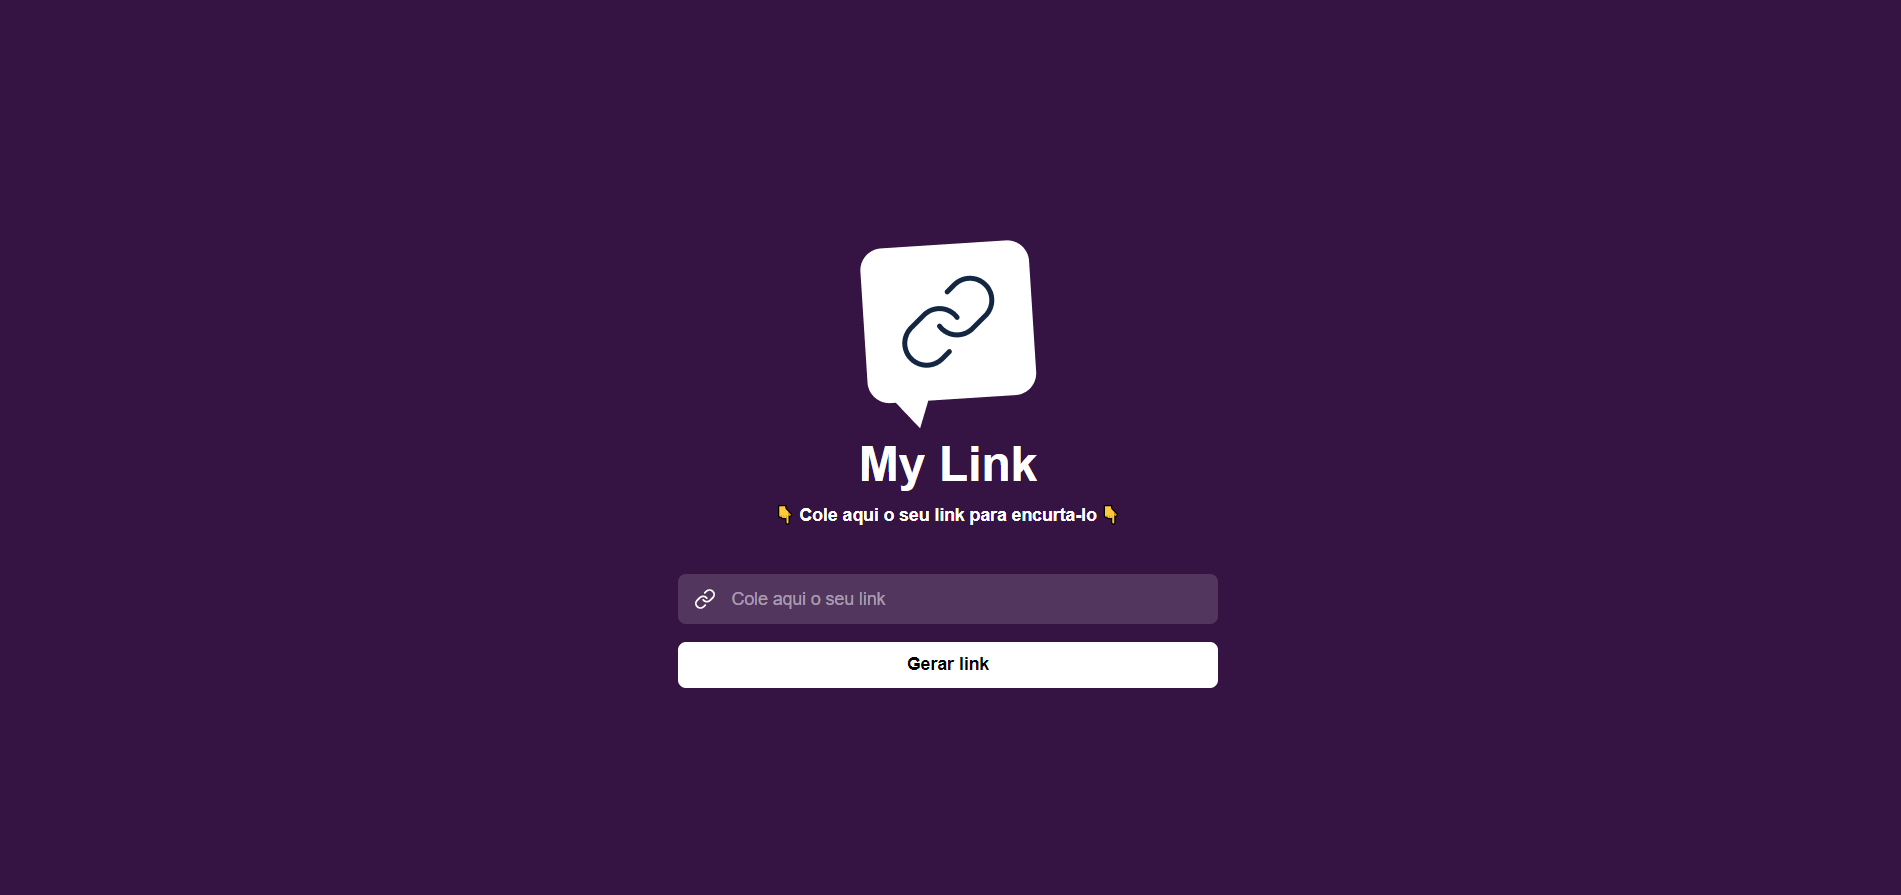 My Link
👇 Cole aqui o seu link para encurta-lo 👇
Cole aqui o seu link
Gerar link